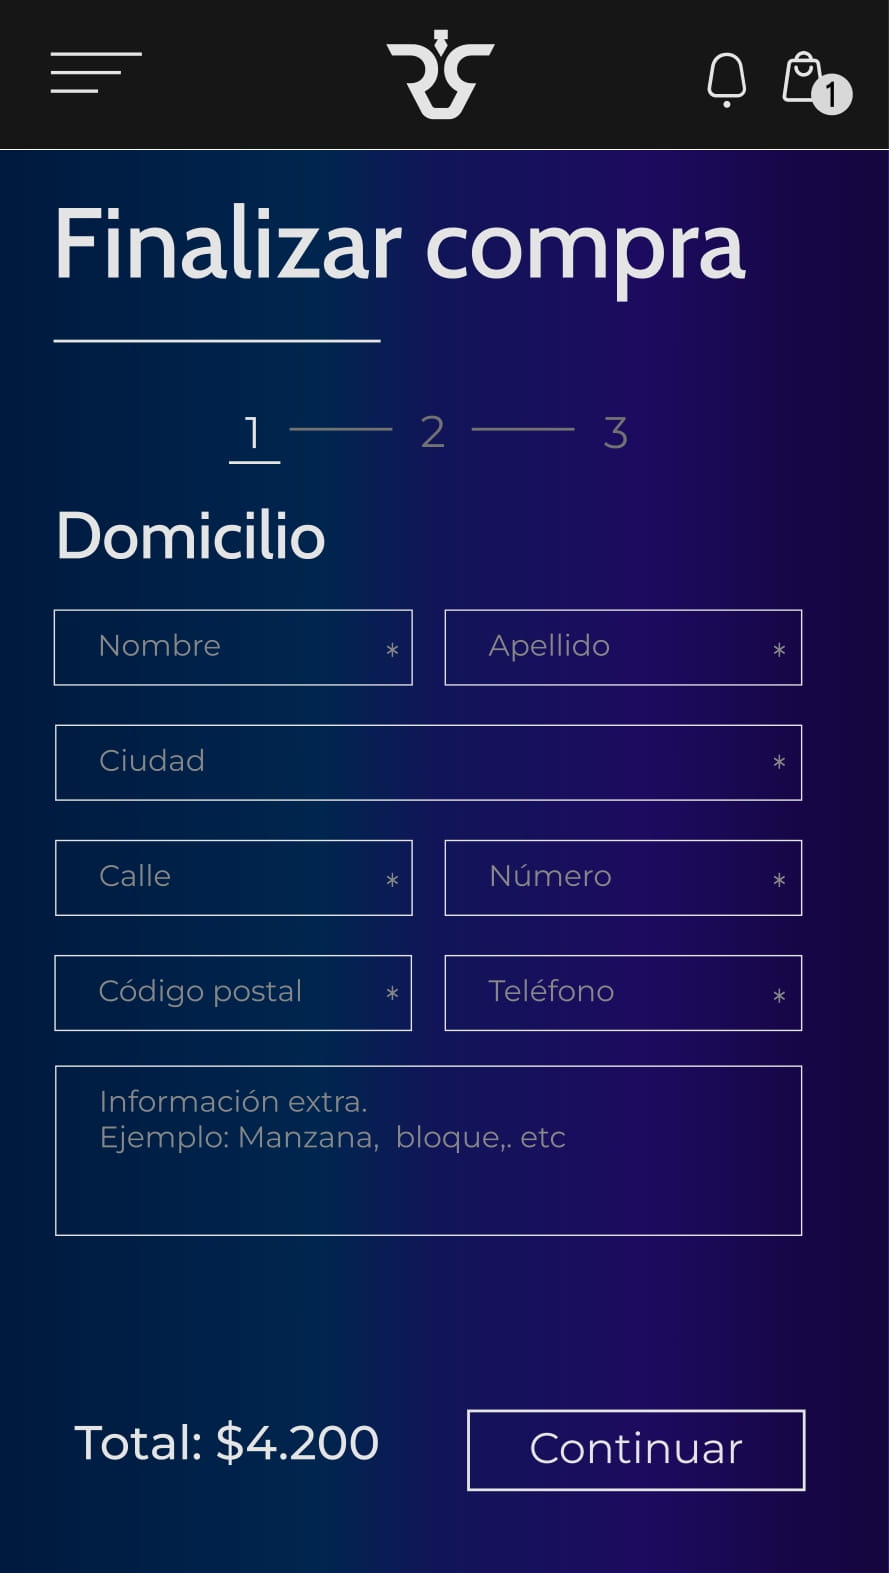 1
Finalizar compra
1 2 3
Domicilio
Nombre * Apellido *
Ciudad *
Calle * Número *
Código postal * Teléfono *
Información extra.
Ejemplo: Manzana, bloque,. etc
Total: $4.200 Continuar